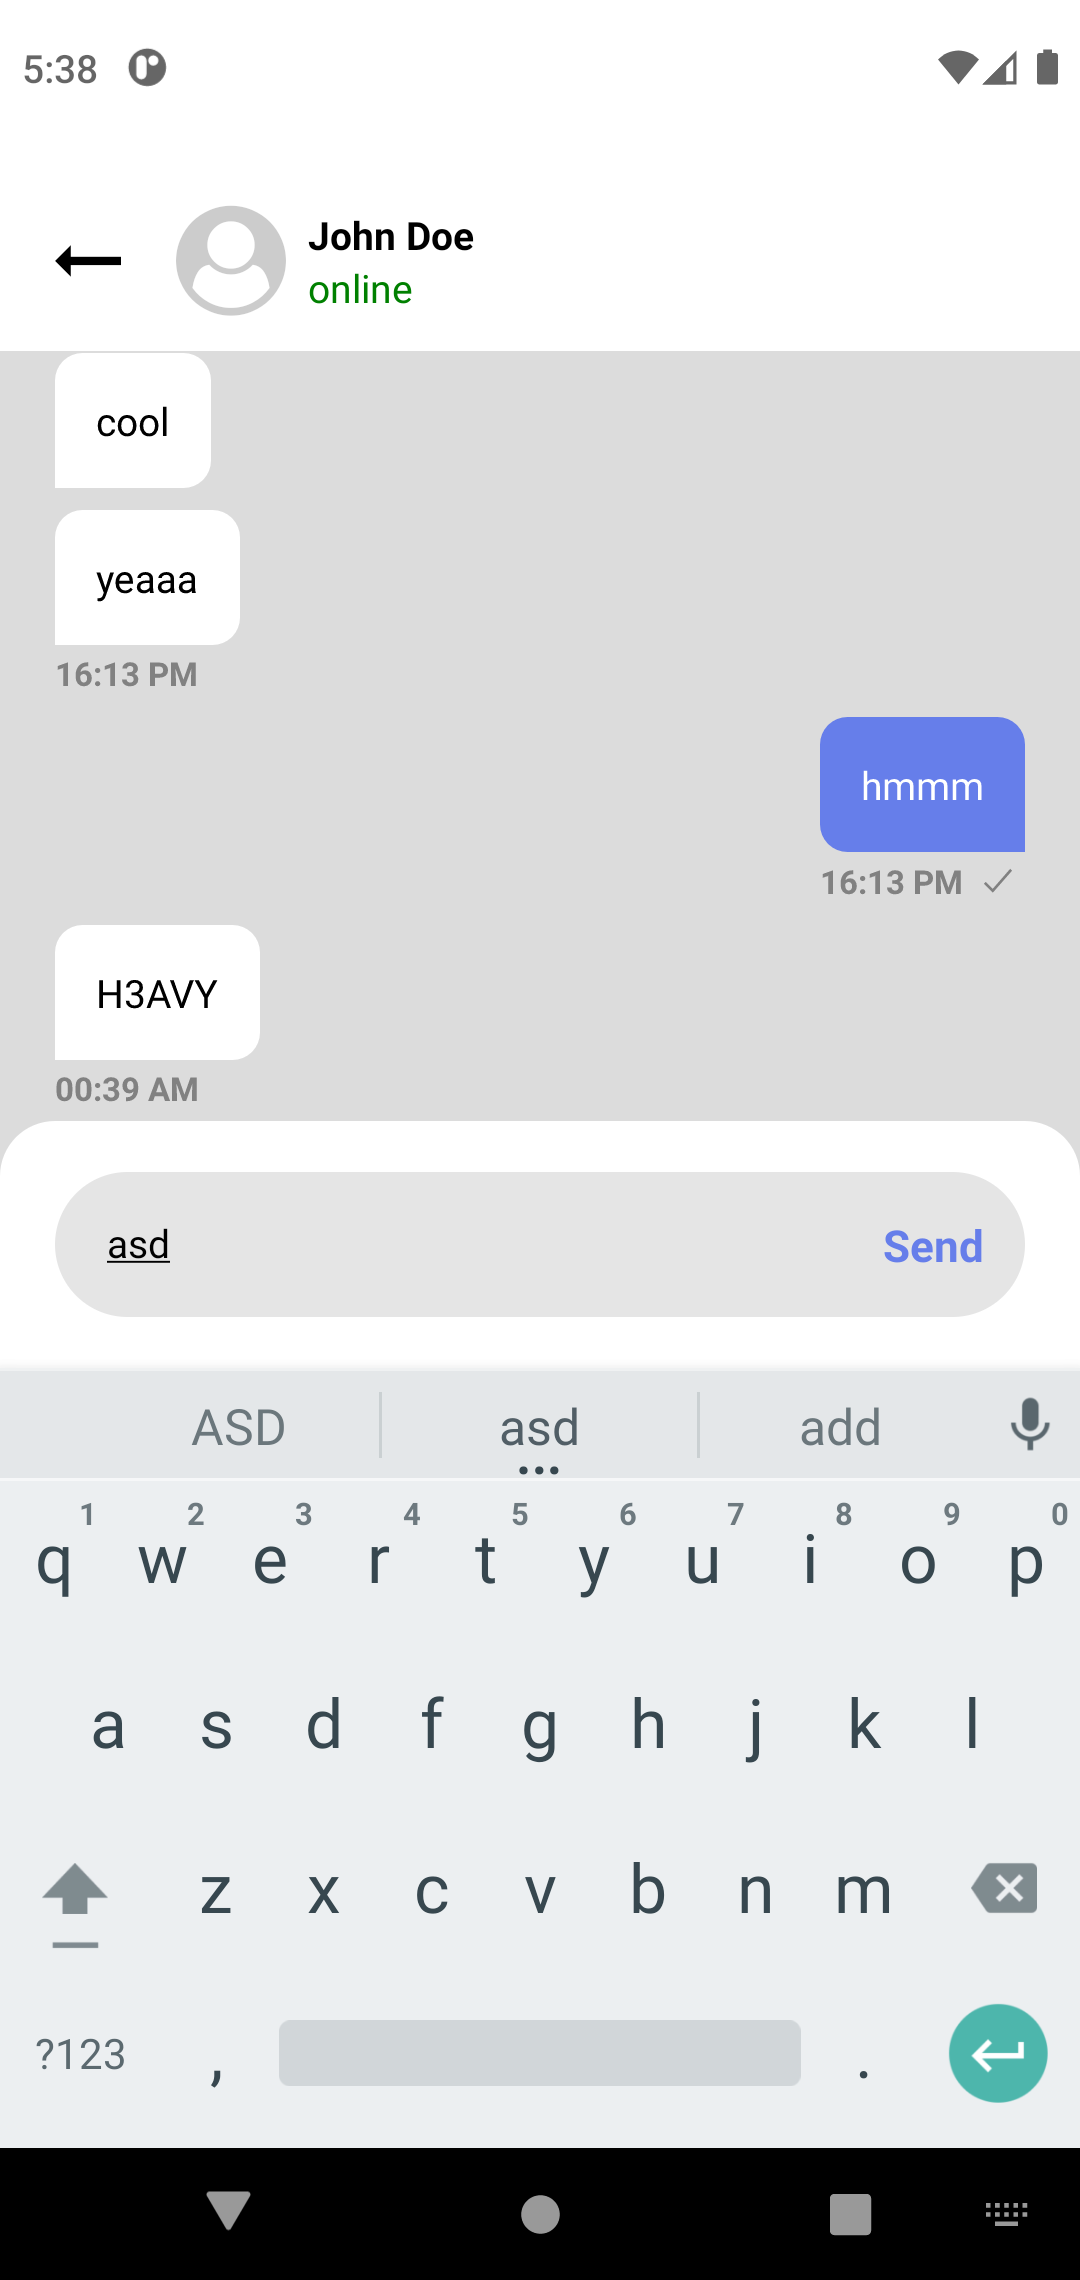 5:38
John Doe
online
cool
yeaaa
16:13 PM
hmmm
16:13 PM
H3AVY
00:39 AM
asd
Send
ASD asd add
1 2 3 4 5 6 7 8 9 0
q w e r t y u i o p
a s d f g h j k l
z x c v b n m
?123 , .